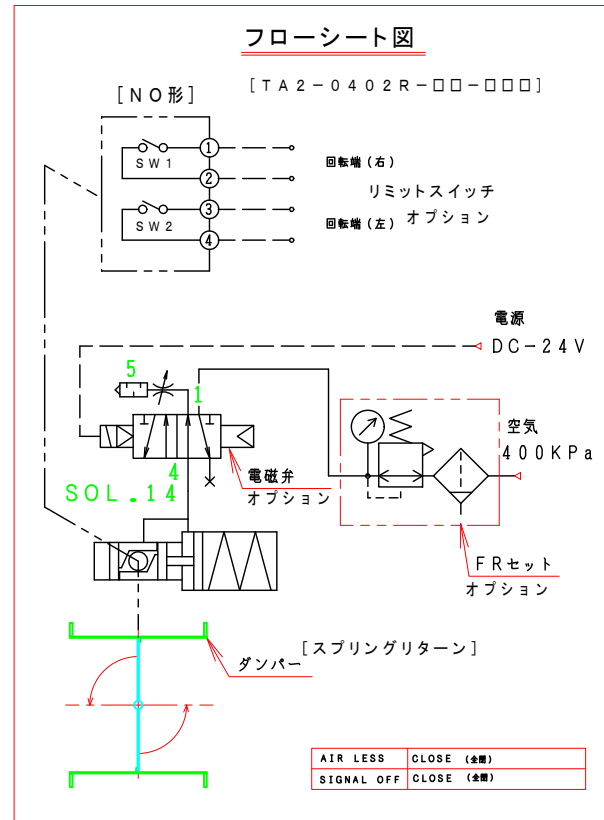 フローシート図
[NO形]
[TA2-0402R-□□-□□□]
1
SW1
2
回転端(右)
リミットスイッチ
3
SW2
回転端(左)
オプション
4
電源
DC-24V
5
1
空気
400KPa
4
電磁弁
SOL.14
オプション
FRセット
オプション
[スプリングリターン]
ダンパー
AIR LESS CLOSE (全閉)
SIGNAL OFF CLOSE (全閉)